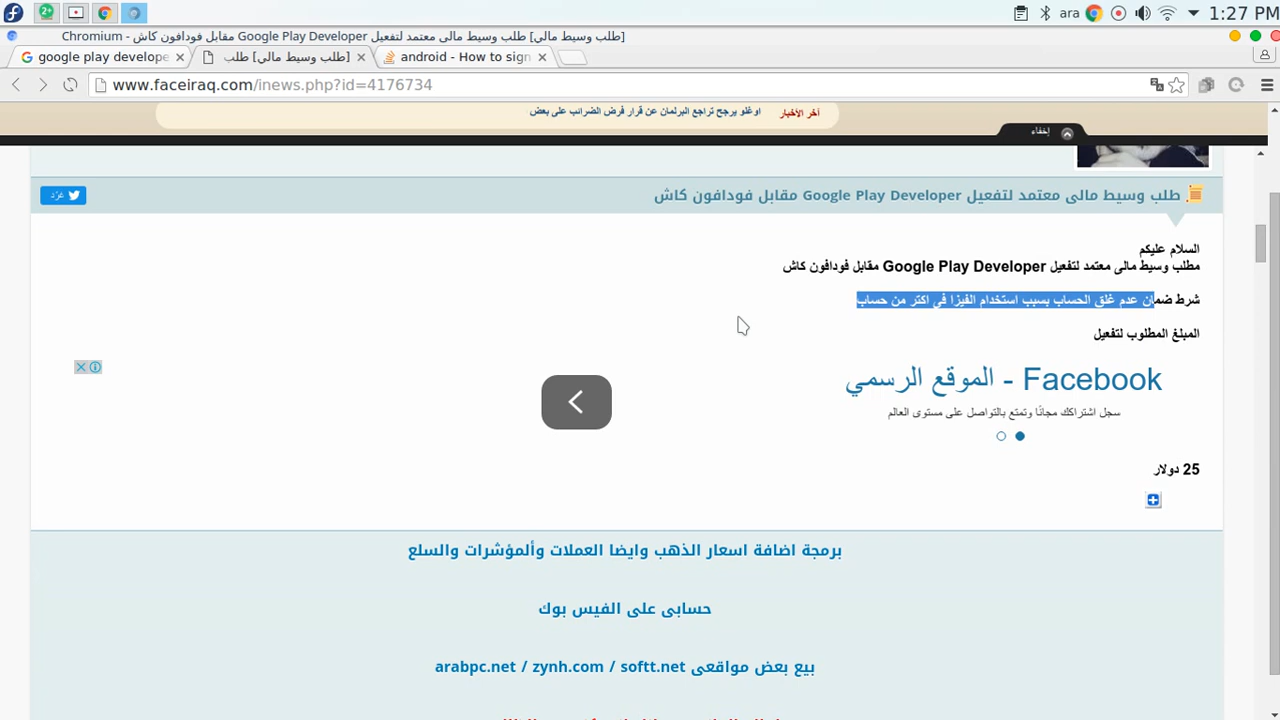 ara
1:27 PM
[طلب وسيط مالي] طلب وسيط مالى معتمد لتفعيل Google Play Developer مقابل فودافون كاش - Chromium
google play develope
[طلب وسيط مالي] طلب
android - How to sign
www.faceiraq.com/inews.php?id=4176734
آخر الأخبار
اوغلو يرجح تراجع البرلمان عن قرار فرض الضرائب على بعض
إخفاء
طلب وسيط مالى معتمد لتفعيل Google Play Developer مقابل فودافون كاش
غرّد
السلام عليكم
مطلب وسيط مالى معتمد لتفعيل Google Play Developer مقابل فودافون كاش
شرط ضمان عدم غلق الحساب بسبب استخدام الفيزا في اكتر من حساب
المبلغ المطلوب لتفعيل
Facebook - الموقع الرسمي
سجل اشتراكك مجانًا وتمتع بالتواصل على مستوى العالم
25 دولار
برمجة اضافة اسعار الذهب وايضا العملات وألمؤشرات والسلع
حسابى على الفيس بوك
بيع بعض مواقعى arabpc.net / zynh.com / softt.net